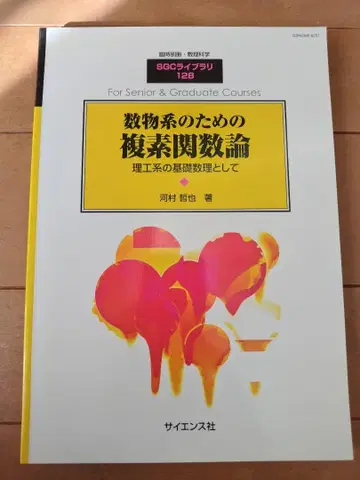 臨時別冊・数理科学
SGCライブラリ
128
For Senior & Graduate Courses
数物系のための
複素関数論
理工系の基礎数理として
河村 哲也 著
サイエンス社